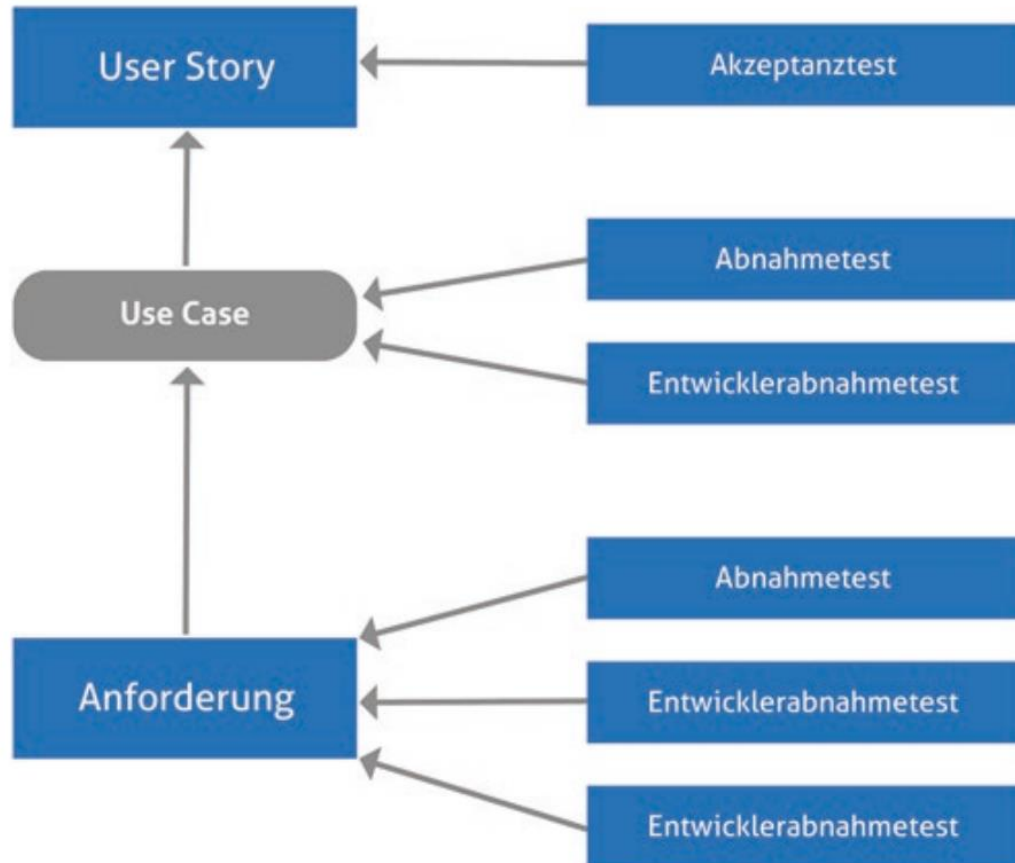 User Story
Akzeptanztest
Abnahmetest
Use Case
Entwicklerabnahmetest
Abnahmetest
Anforderung
Entwicklerabnahmetest
Entwicklerabnahmetest